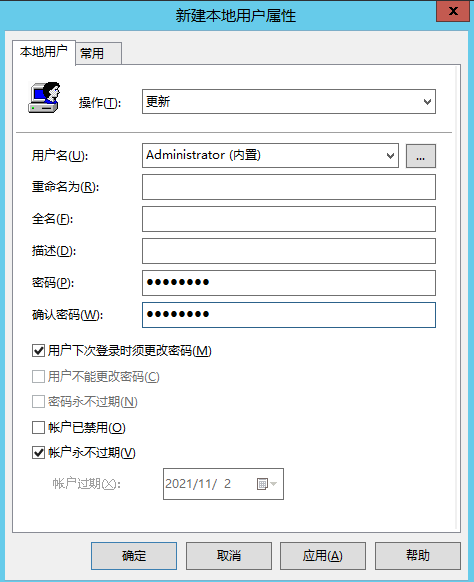 新建本地用户属性
x
本地用户 常用
操作(T): 更新
用户名(U): Administrator (内置) ...
重命名为(R):
全名(F):
描述(D):
密码(P): ●●●●●●●●
确认密码(W): ●●●●●●●●
用户下次登录时须更改密码(M)
用户不能更改密码(C)
密码永不过期(N)
帐户已禁用(O)
帐户永不过期(V)
帐户过期(X): 2021/11/ 2
确定 取消 应用(A) 帮助